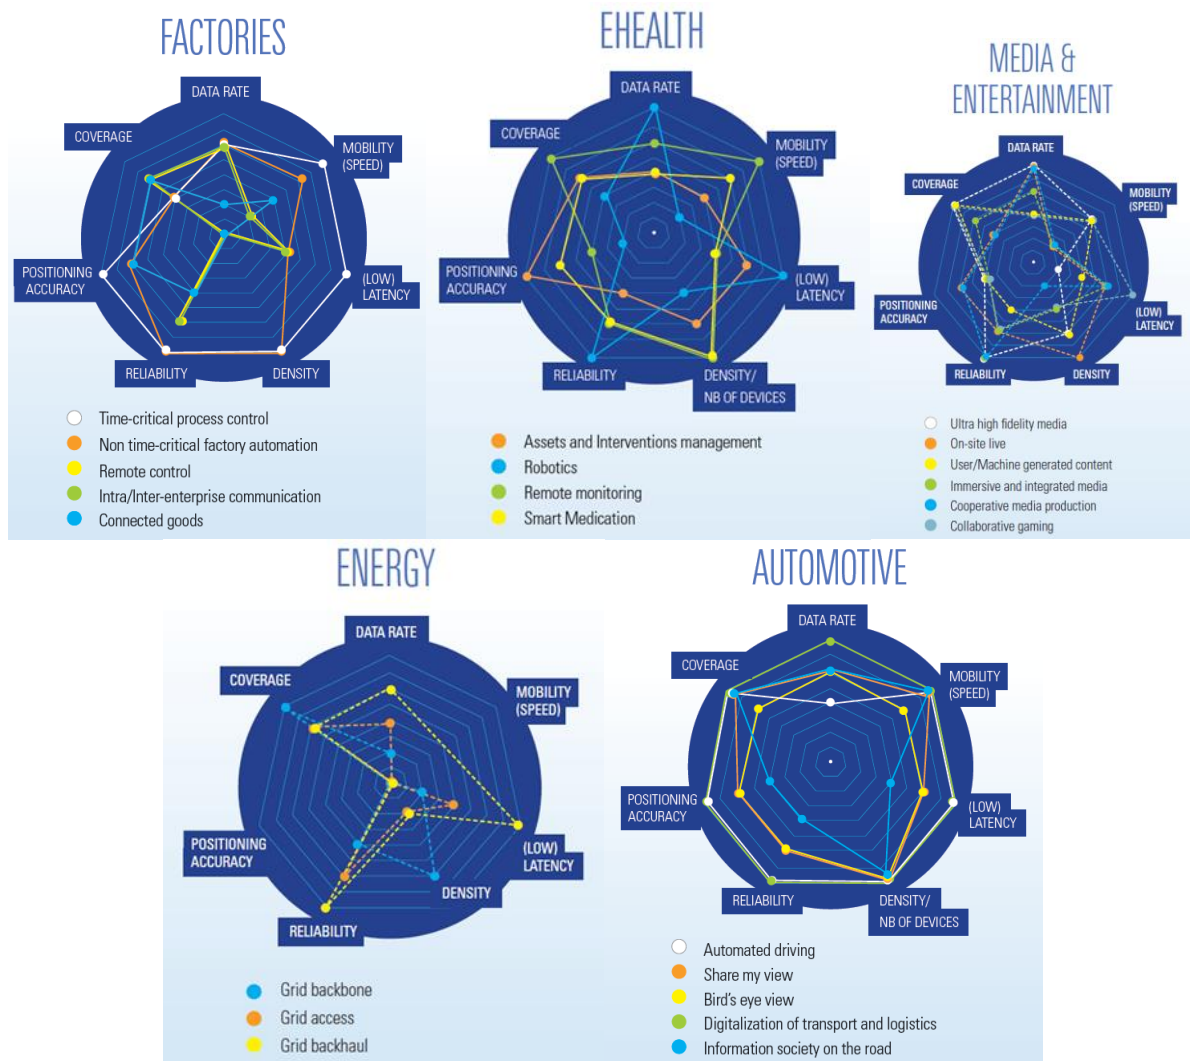 FACTORIES
DATA RATE
COVERAGE
MOBILITY
(SPEED)
POSITIONING
ACCURACY
(LOW)
LATENCY
RELIABILITY
DENSITY
Time-critical process control
Non time-critical factory automation
Remote control
Intra/Inter-enterprise communication
Connected goods
EHEALTH
DATA RATE
COVERAGE
MOBILITY
(SPEED)
POSITIONING
ACCURACY
(LOW)
LATENCY
RELIABILITY
DENSITY/
NB OF DEVICES
Assets and Interventions management
Robotics
Remote monitoring
Smart Medication
MEDIA &
ENTERTAINMENT
DATA RATE
COVERAGE
MOBILITY
(SPEED)
POSITIONING
ACCURACY
(LOW)
LATENCY
RELIABILITY
DENSITY
Ultra high fidelity media
On-site live
User/Machine generated content
Immersive and integrated media
Cooperative media production
Collaborative gaming
ENERGY
DATA RATE
COVERAGE
MOBILITY
(SPEED)
POSITIONING
ACCURACY
(LOW)
LATENCY
DENSITY
RELIABILITY
Grid backbone
Grid access
Grid backhaul
AUTOMOTIVE
DATA RATE
COVERAGE
MOBILITY
(SPEED)
POSITIONING
ACCURACY
(LOW)
LATENCY
RELIABILITY
DENSITY/
NB OF DEVICES
Automated driving
Share my view
Bird's eye view
Digitalization of transport and logistics
Information society on the road